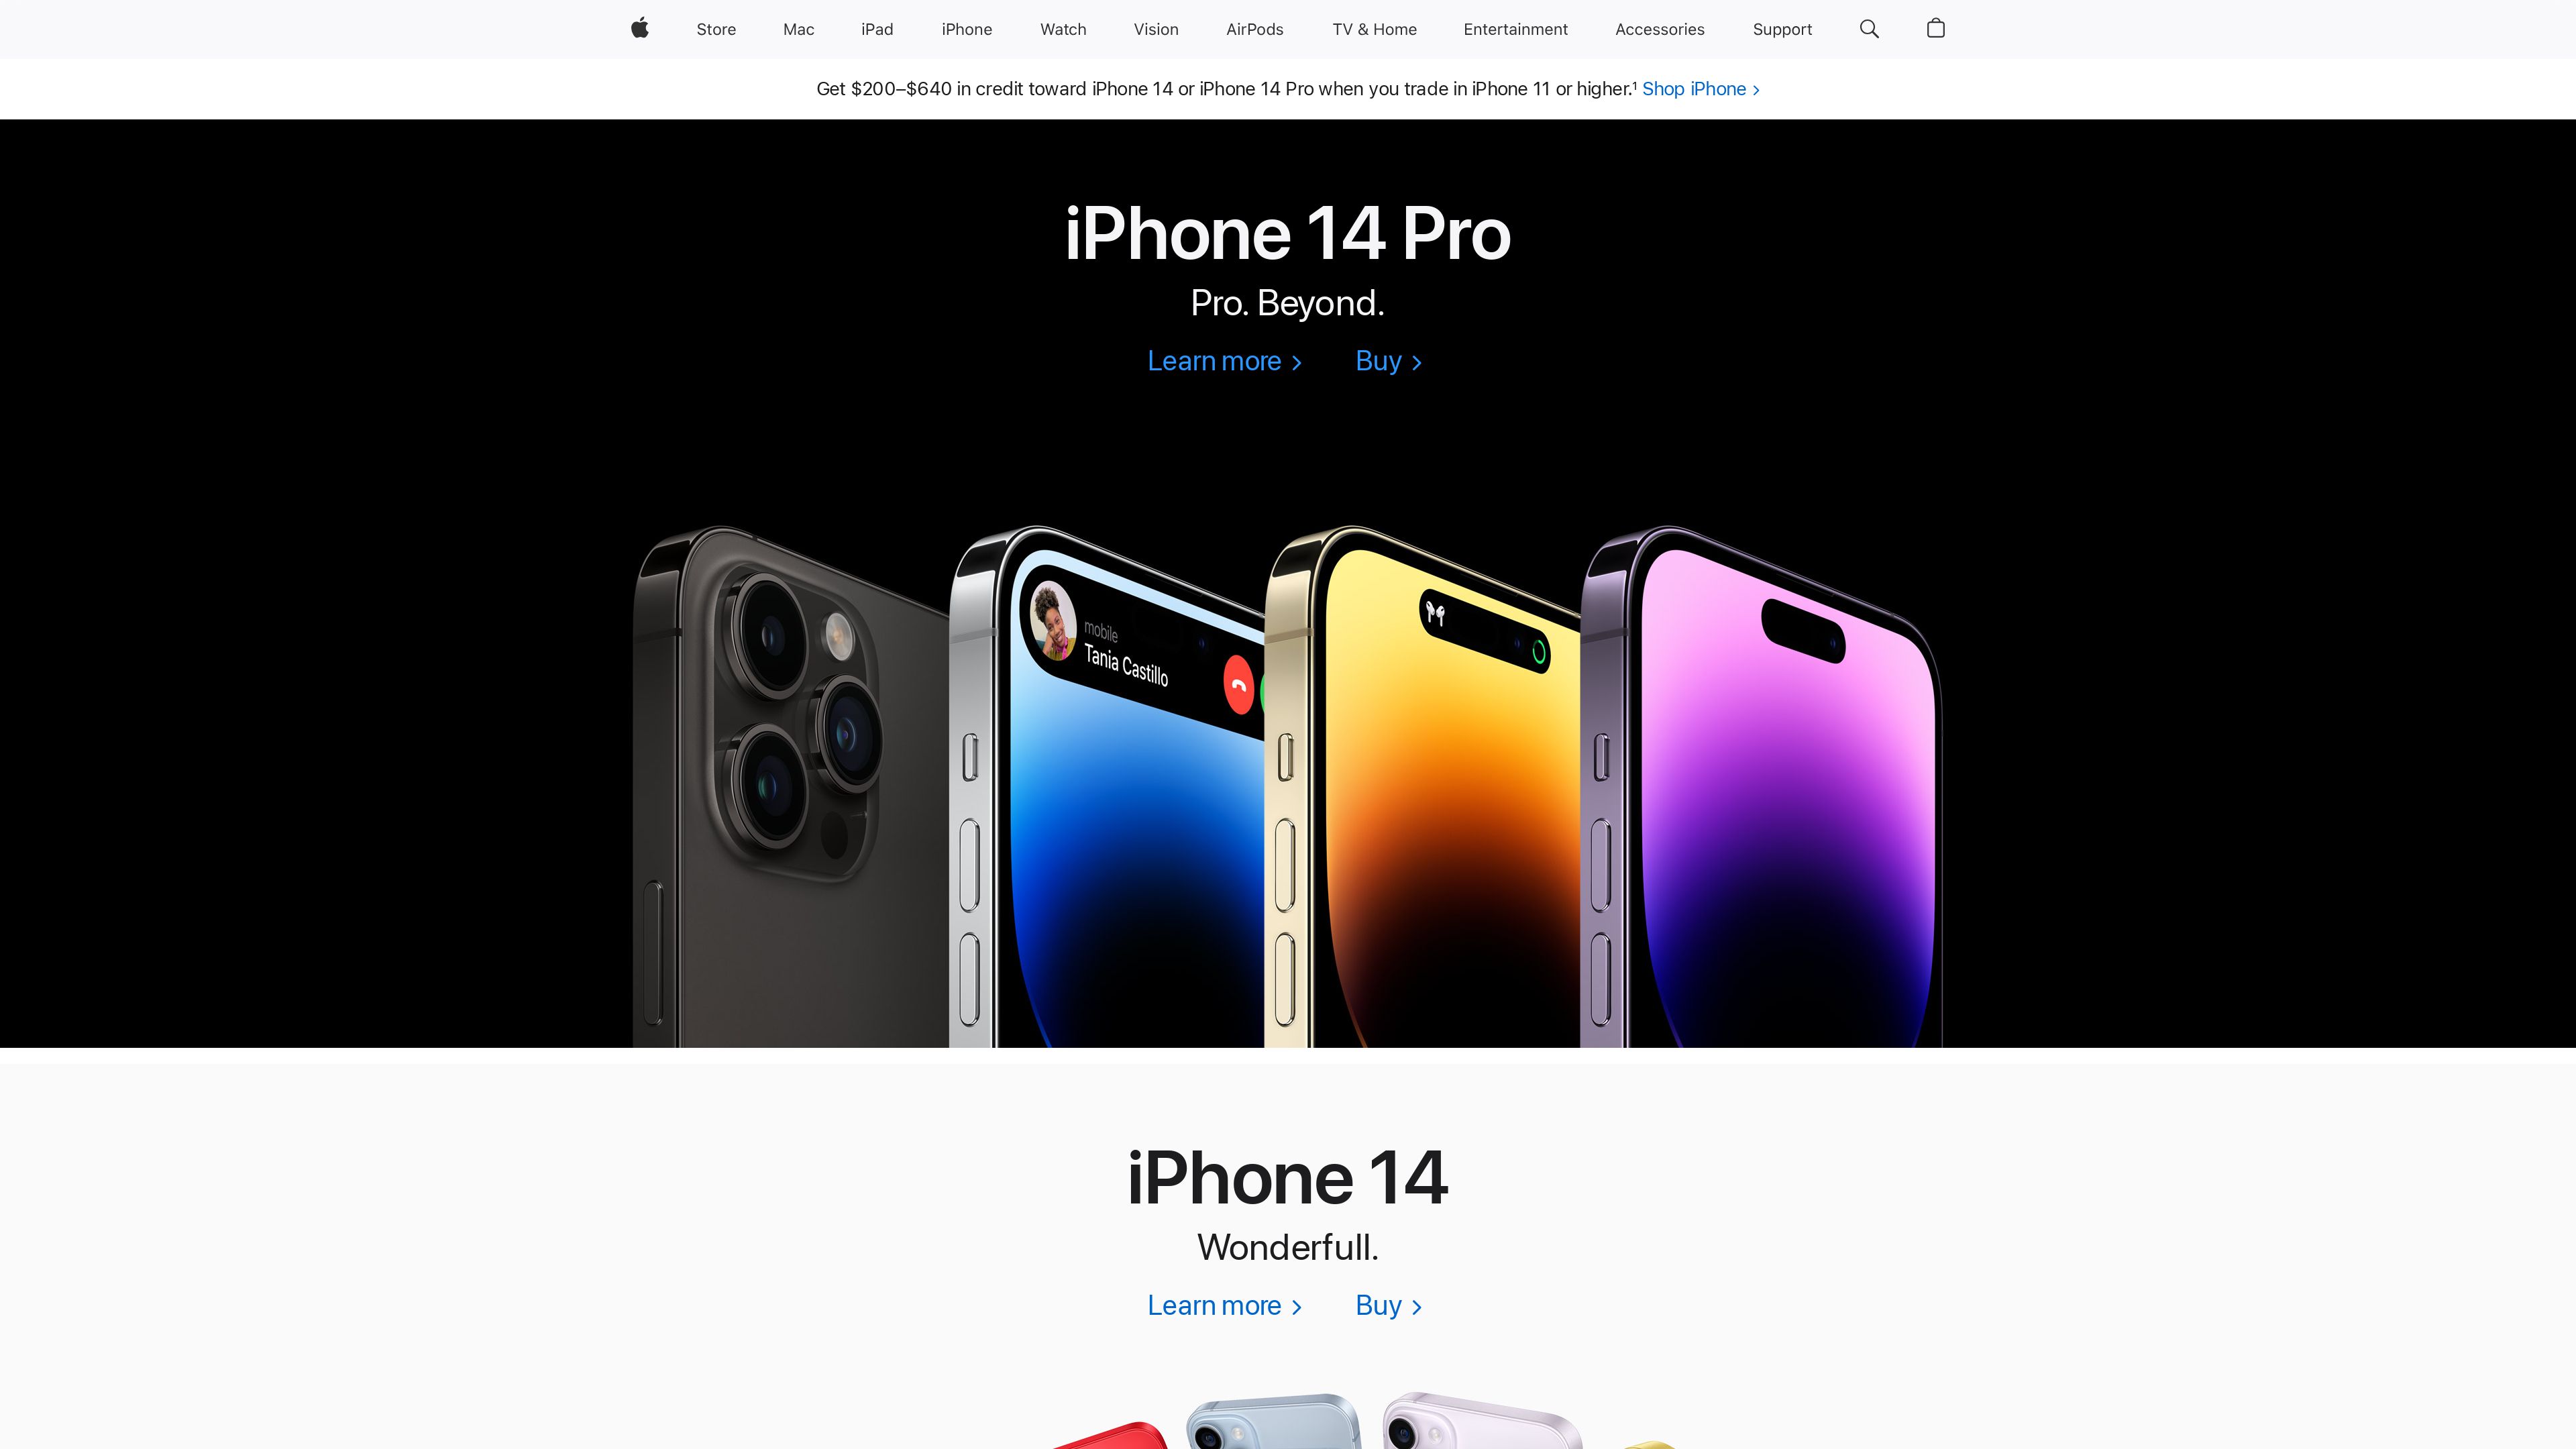 Store Mac iPad iPhone Watch Vision AirPods TV & Home Entertainment Accessories Support
Get $200–$640 in credit toward iPhone 14 or iPhone 14 Pro when you trade in iPhone 11 or higher.¹ Shop iPhone >
iPhone 14 Pro
Pro. Beyond.
Learn more > Buy >
mobile
Tania Castillo
iPhone 14
Wonderfull.
Learn more > Buy >